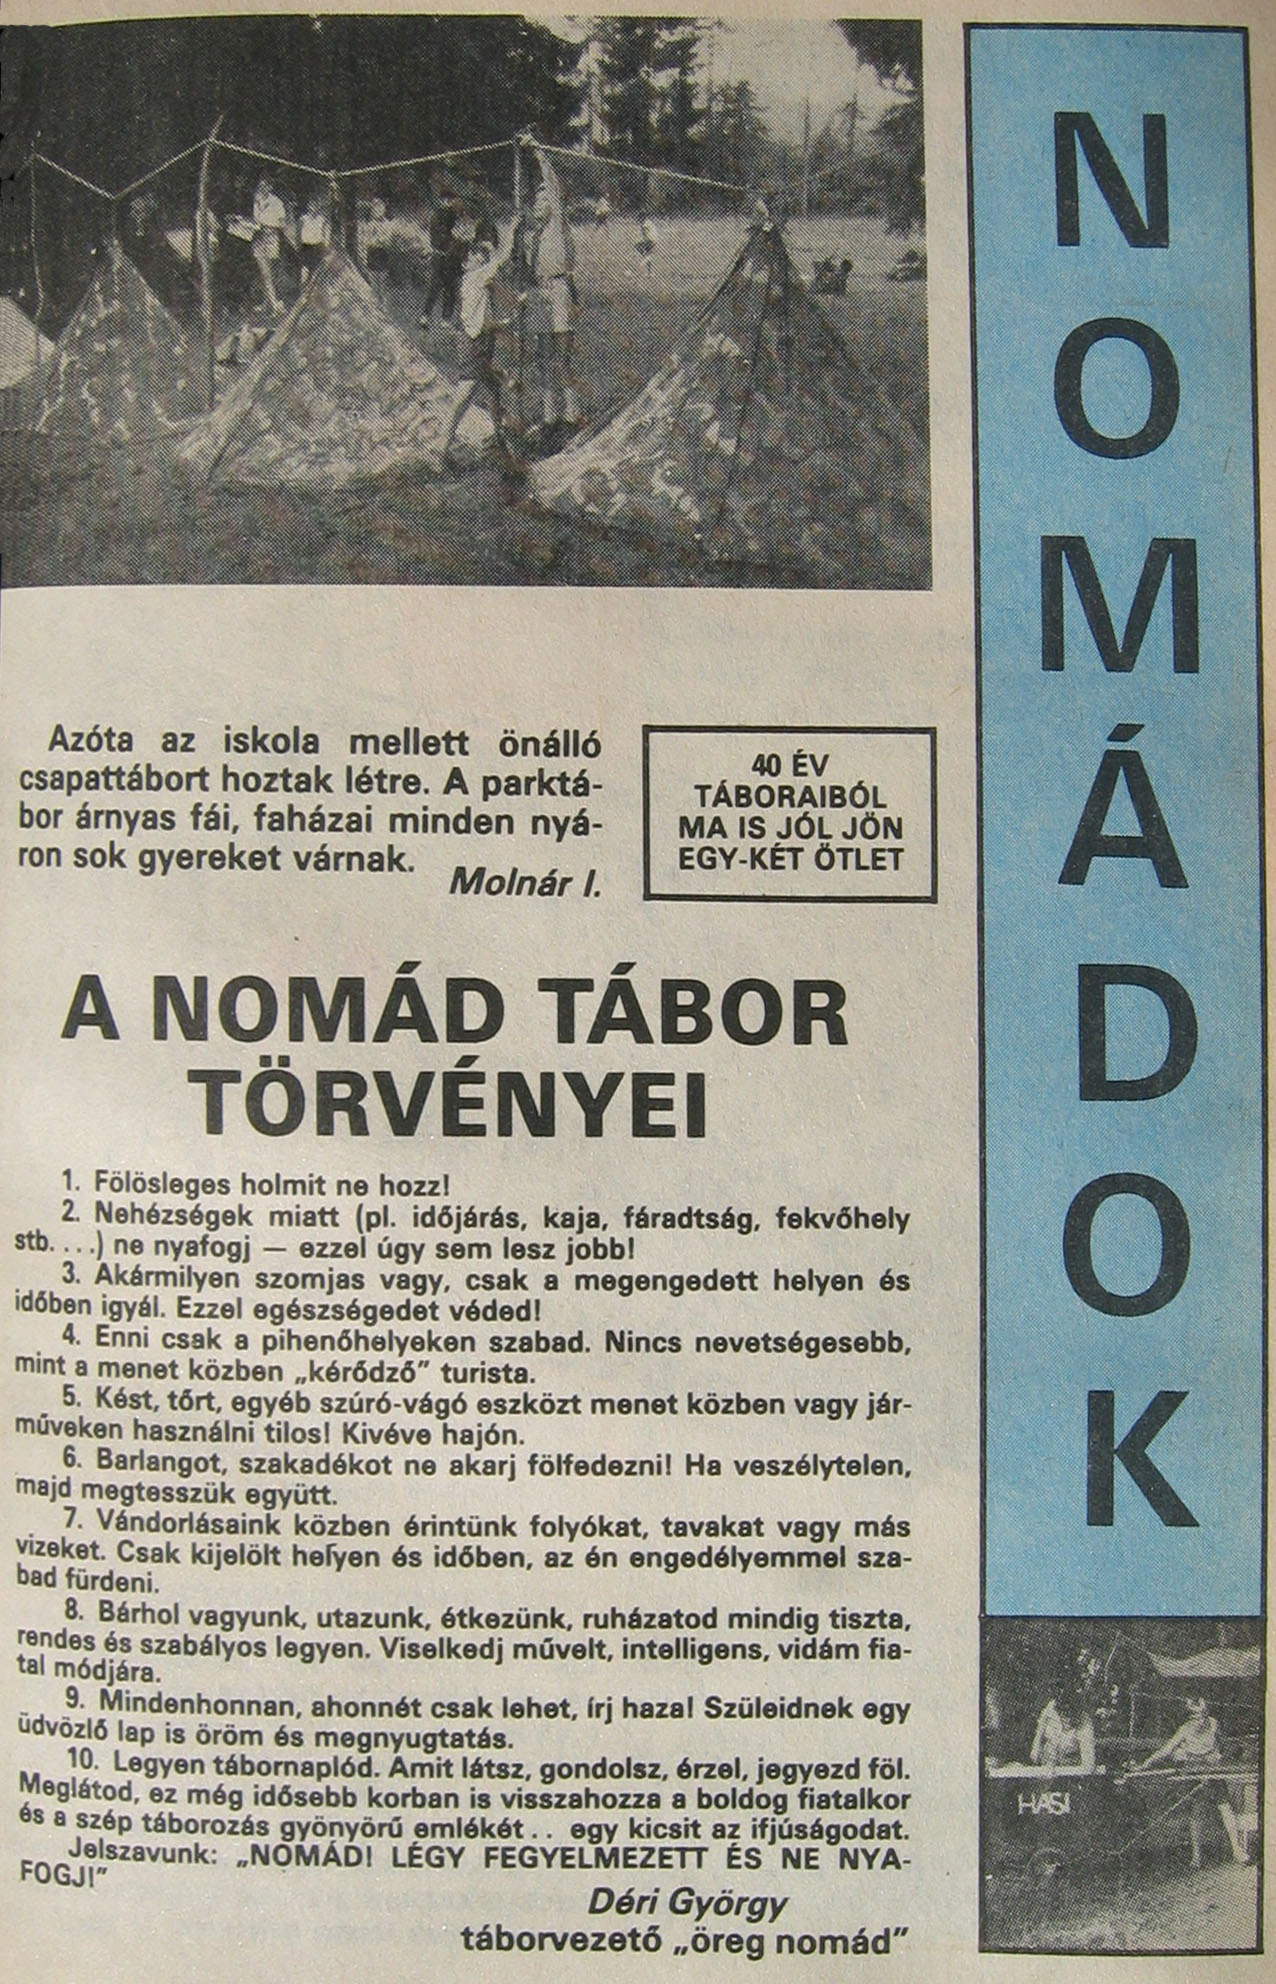 NOMÁDOK
Azóta az iskola mellett önálló
csapattábort hoztak létre. A parktá-
bor árnyas fái, faházai minden nyá-
ron sok gyereket várnak.
Molnár I.
40 ÉV
TÁBORAIBÓL
MA IS JÓL JÖN
EGY-KÉT ÖTLET
A NOMÁD TÁBOR
TÖRVÉNYEI
1. Fölösleges holmit ne hozz!
2. Nehézségek miatt (pl. időjárás, kaja, fáradtság, fekvőhely
stb. . . .) ne nyafogj — ezzel úgy sem lesz jobb!
3. Akármilyen szomjas vagy, csak a megengedett helyen és
időben igyál. Ezzel egészségedet véded!
4. Enni csak a pihenőhelyeken szabad. Nincs nevetségesebb,
mint a menet közben „kérődző” turista.
5. Kést, tőrt, egyéb szúró-vágó eszközt menet közben vagy jár-
műveken használni tilos! Kivéve hajón.
6. Barlangot, szakadékot ne akarj fölfedezni! Ha veszélytelen,
majd megtesszük együtt.
7. Vándorlásaink közben érintünk folyókat, tavakat vagy más
vizeket. Csak kijelölt helyen és időben, az én engedélyemmel sza-
bad fürdeni.
8. Bárhol vagyunk, utazunk, étkezünk, ruházatod mindig tiszta,
rendes és szabályos legyen. Viselkedj művelt, intelligens, vidám fia-
tal módjára.
9. Mindenhonnan, ahonnét csak lehet, írj haza! Szüleidnek egy
üdvözlő lap is öröm és megnyugtatás.
10. Legyen tábornaplód. Amit látsz, gondolsz, érzel, jegyezd föl.
Meglátod, ez még idősebb korban is visszahozza a boldog fiatalkor
és a szép táborozás gyönyörű emlékét . . egy kicsit az ifjúságodat.
Jelszavunk: „NOMÁD! LÉGY FEGYELMEZETT ÉS NE NYA-
FOGJ!”
Déri György
táborvezető „öreg nomád”
HASI